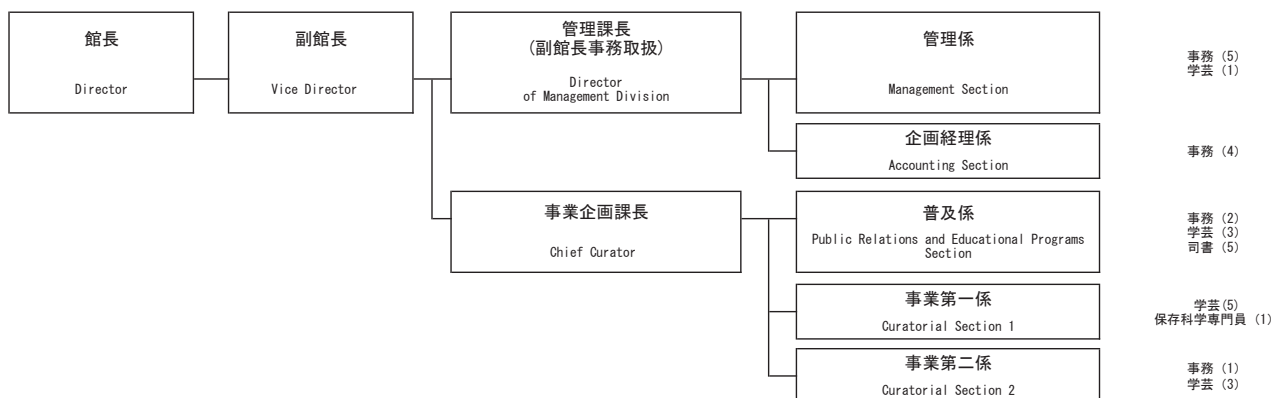 館長
Director
副館長
Vice Director
管理課長
(副館長事務取扱)
Director
of Management Division
管理係
Management Section
事務 (5)
学芸 (1)
企画経理係
Accounting Section
事務 (4)
事業企画課長
Chief Curator
普及係
Public Relations and Educational Programs
Section
事務 (2)
学芸 (3)
司書 (5)
事業第一係
Curatorial Section 1
学芸(5)
保存科学専門員 (1)
事業第二係
Curatorial Section 2
事務 (1)
学芸 (3)